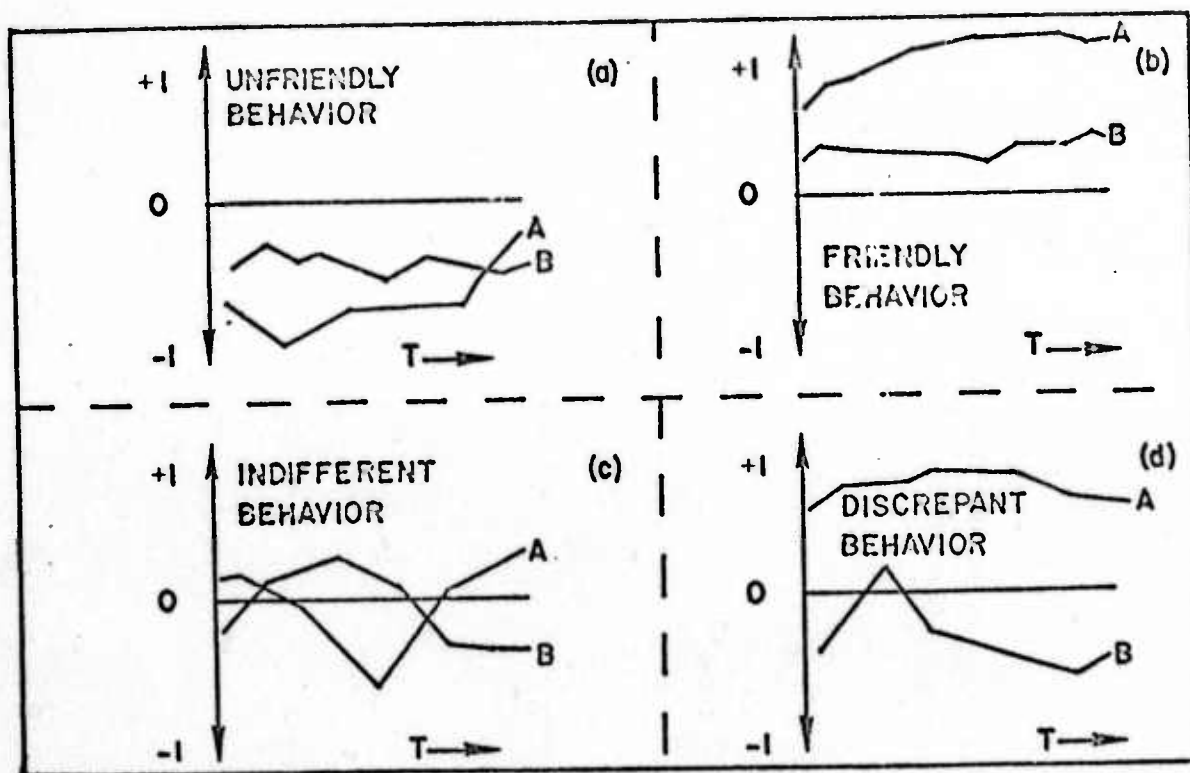 +1
UNFRIENDLY
BEHAVIOR
(a)
0
A
B
-1
T
+1
A
(b)
B
0
FRIENDLY
BEHAVIOR
-1
T
+1
INDIFFERENT
BEHAVIOR
(c)
A
0
B
-1
T
+1
(d)
DISCREPANT
BEHAVIOR
A
0
B
-1
T